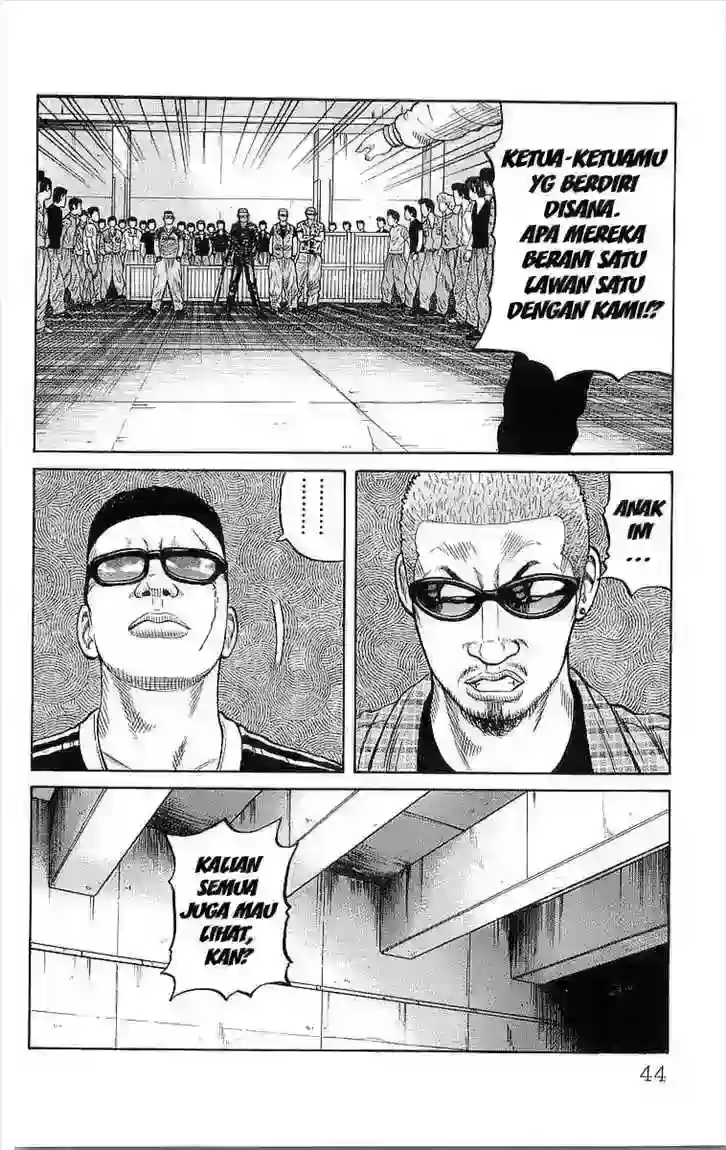 KETUA-KETUAMU
YG BERDIRI
DISANA.
APA MEREKA
BERANI SATU
LAWAN SATU
DENGAN KAMI!?
ANAK
INI
...
......
KALIAN
SEMUA
JUGA MAU
LIHAT,
KAN?
44